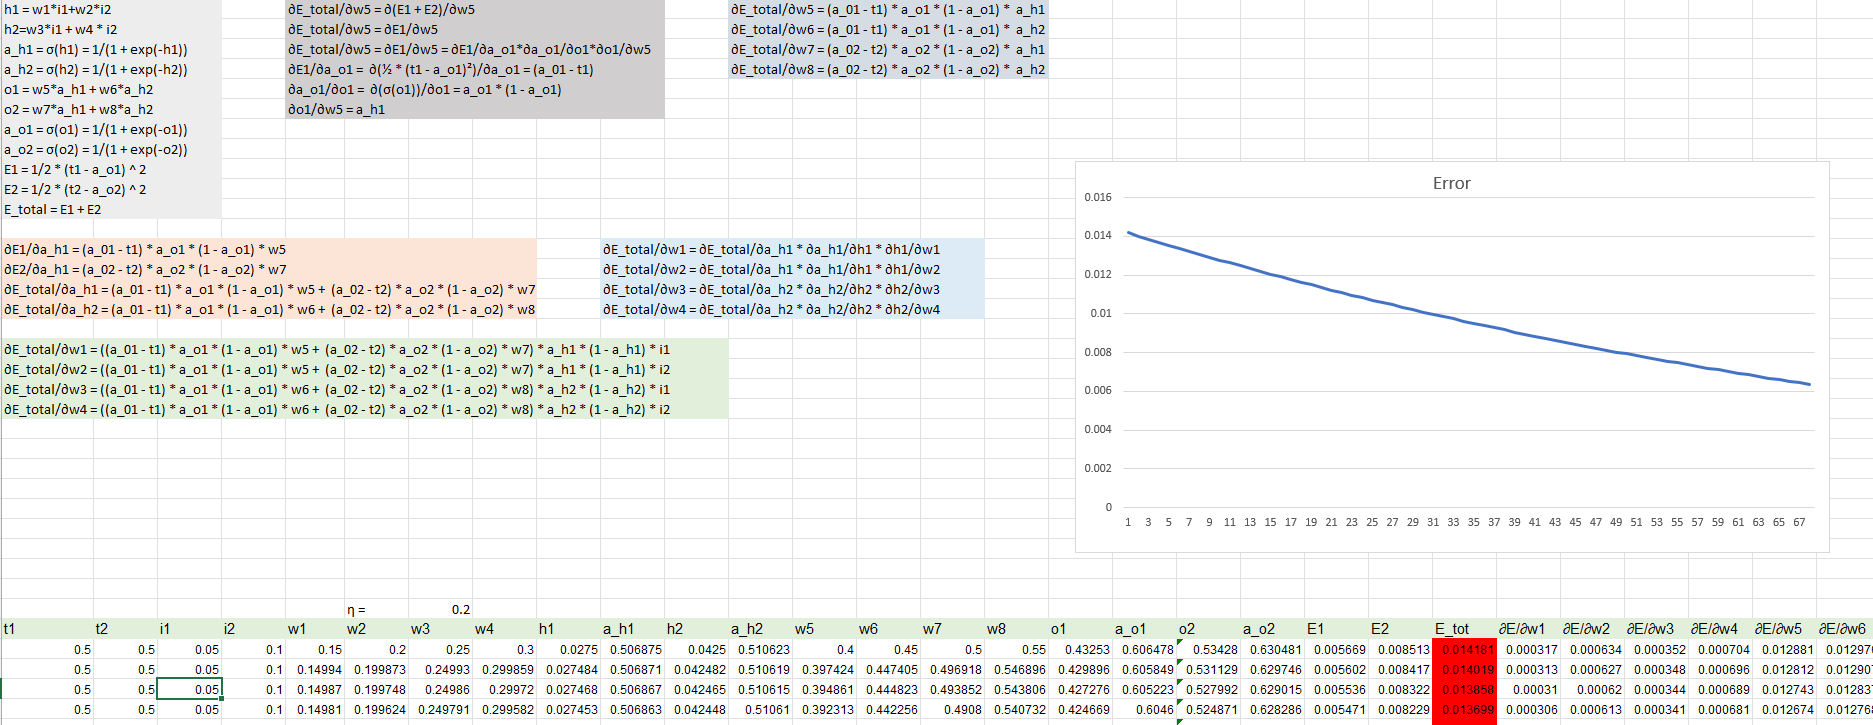 h1 = w1*i1+w2*i2
h2=w3*i1 + w4 * i2
a_h1 = σ(h1) = 1/(1 + exp(-h1))
a_h2 = σ(h2) = 1/(1 + exp(-h2))
o1 = w5*a_h1 + w6*a_h2
o2 = w7*a_h1 + w8*a_h2
a_o1 = σ(o1) = 1/(1 + exp(-o1))
a_o2 = σ(o2) = 1/(1 + exp(-o2))
E1 = 1/2 * (t1 - a_o1) ^ 2
E2 = 1/2 * (t2 - a_o2) ^ 2
E_total = E1 + E2
∂E_total/∂w5 = ∂(E1 + E2)/∂w5
∂E_total/∂w5 = ∂E1/∂w5
∂E_total/∂w5 = ∂E1/∂w5 = ∂E1/∂a_o1*∂a_o1/∂o1*∂o1/∂w5
∂E1/∂a_o1 = ∂(½ * (t1 - a_o1)²)/∂a_o1 = (a_01 - t1)
∂a_o1/∂o1 = ∂(σ(o1))/∂o1 = a_o1 * (1 - a_o1)
∂o1/∂w5 = a_h1
∂E_total/∂w5 = (a_01 - t1) * a_o1 * (1 - a_o1) * a_h1
∂E_total/∂w6 = (a_01 - t1) * a_o1 * (1 - a_o1) * a_h2
∂E_total/∂w7 = (a_02 - t2) * a_o2 * (1 - a_o2) * a_h1
∂E_total/∂w8 = (a_02 - t2) * a_o2 * (1 - a_o2) * a_h2
∂E1/∂a_h1 = (a_01 - t1) * a_o1 * (1 - a_o1) * w5
∂E2/∂a_h1 = (a_02 - t2) * a_o2 * (1 - a_o2) * w7
∂E_total/∂a_h1 = (a_01 - t1) * a_o1 * (1 - a_o1) * w5 + (a_02 - t2) * a_o2 * (1 - a_o2) * w7
∂E_total/∂a_h2 = (a_01 - t1) * a_o1 * (1 - a_o1) * w6 + (a_02 - t2) * a_o2 * (1 - a_o2) * w8
∂E_total/∂w1 = ∂E_total/∂a_h1 * ∂a_h1/∂h1 * ∂h1/∂w1
∂E_total/∂w2 = ∂E_total/∂a_h1 * ∂a_h1/∂h1 * ∂h1/∂w2
∂E_total/∂w3 = ∂E_total/∂a_h2 * ∂a_h2/∂h2 * ∂h2/∂w3
∂E_total/∂w4 = ∂E_total/∂a_h2 * ∂a_h2/∂h2 * ∂h2/∂w4
∂E_total/∂w1 = ((a_01 - t1) * a_o1 * (1 - a_o1) * w5 + (a_02 - t2) * a_o2 * (1 - a_o2) * w7) * a_h1 * (1 - a_h1) * i1
∂E_total/∂w2 = ((a_01 - t1) * a_o1 * (1 - a_o1) * w5 + (a_02 - t2) * a_o2 * (1 - a_o2) * w7) * a_h1 * (1 - a_h1) * i2
∂E_total/∂w3 = ((a_01 - t1) * a_o1 * (1 - a_o1) * w6 + (a_02 - t2) * a_o2 * (1 - a_o2) * w8) * a_h2 * (1 - a_h2) * i1
∂E_total/∂w4 = ((a_01 - t1) * a_o1 * (1 - a_o1) * w6 + (a_02 - t2) * a_o2 * (1 - a_o2) * w8) * a_h2 * (1 - a_h2) * i2
Error
0.016
0.014
0.012
0.01
0.008
0.006
0.004
0.002
0
1 3 5 7 9 11 13 15 17 19 21 23 25 27 29 31 33 35 37 39 41 43 45 47 49 51 53 55 57 59 61 63 65 67
η = 0.2
t1 t2 i1 i2 w1 w2 w3 w4 h1 a_h1 h2 a_h2 w5 w6 w7 w8 o1 a_o1 o2 a_o2 E1 E2 E_tot ∂E/∂w1 ∂E/∂w2 ∂E/∂w3 ∂E/∂w4 ∂E/∂w5 ∂E/∂w6
0.5 0.5 0.05 0.1 0.15 0.2 0.25 0.3 0.0275 0.506875 0.0425 0.510623 0.4 0.45 0.5 0.55 0.43253 0.606478 0.53428 0.630481 0.005669 0.008513 0.014181 0.000317 0.000634 0.000352 0.000704 0.012881 0.01297
0.5 0.5 0.05 0.1 0.14994 0.199873 0.24993 0.299859 0.027484 0.506871 0.042482 0.510619 0.397424 0.447405 0.496918 0.546896 0.429896 0.605849 0.531129 0.629746 0.005602 0.008417 0.014019 0.000313 0.000627 0.000348 0.000696 0.012812 0.01290
0.5 0.5 0.05 0.1 0.14987 0.199748 0.24986 0.29972 0.027468 0.506867 0.042465 0.510615 0.394861 0.444823 0.493852 0.543806 0.427276 0.605223 0.527992 0.629015 0.005536 0.008322 0.013858 0.00031 0.00062 0.000344 0.000689 0.012743 0.01283
0.5 0.5 0.05 0.1 0.14981 0.199624 0.249791 0.299582 0.027453 0.506863 0.042448 0.51061 0.392313 0.442256 0.4908 0.540732 0.424669 0.6046 0.524871 0.628286 0.005471 0.008229 0.013699 0.000306 0.000613 0.000341 0.000681 0.012674 0.01276